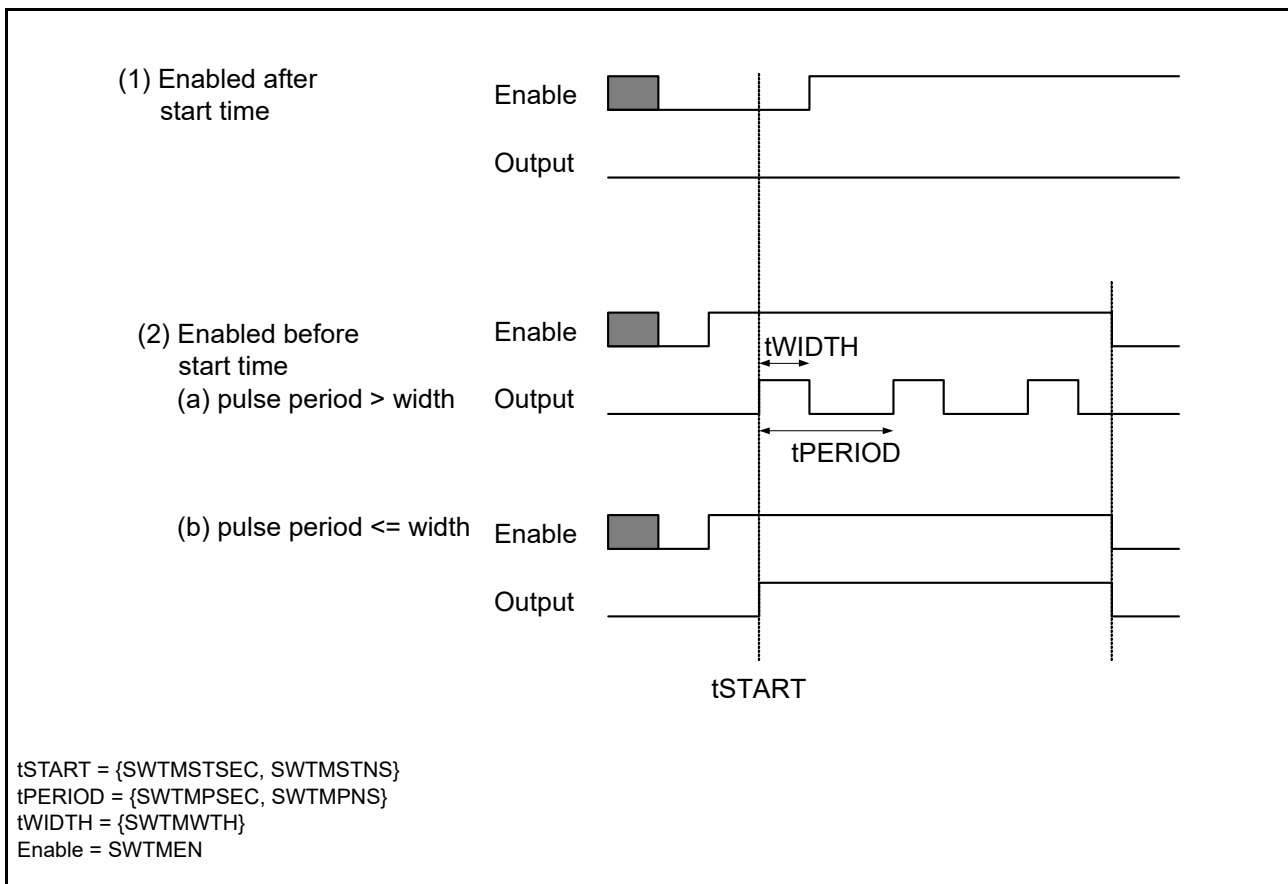 (1) Enabled after
start time
Enable
Output
(2) Enabled before
start time
Enable
tWIDTH
(a) pulse period > width
Output
tPERIOD
(b) pulse period <= width
Enable
Output
tSTART
tSTART = {SWTMSTSEC, SWTMSTNS}
tPERIOD = {SWTMPSEC, SWTMPNS}
tWIDTH = {SWTMWTH}
Enable = SWTMEN